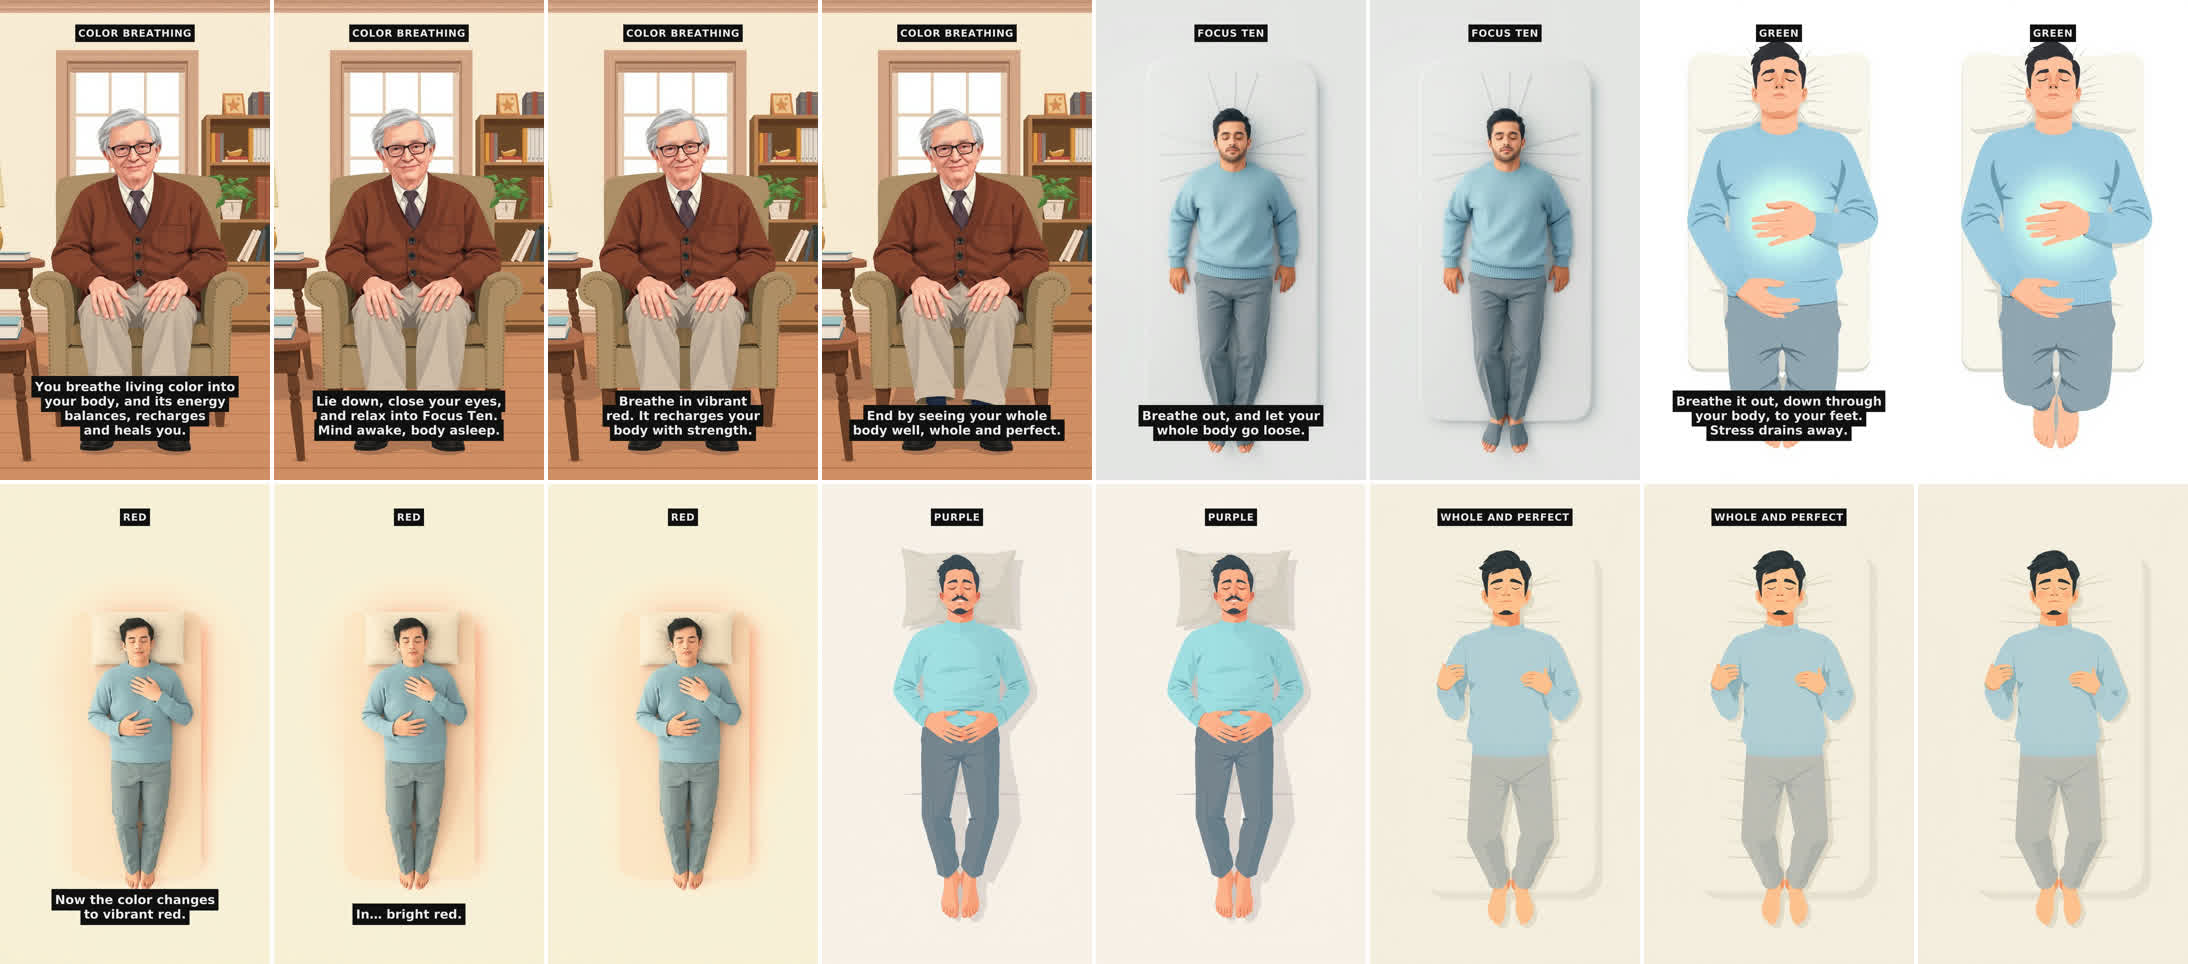 COLOR BREATHING
You breathe living color into
your body, and its energy
balances, recharges
and heals you.
COLOR BREATHING
Lie down, close your eyes,
and relax into Focus Ten.
Mind awake, body asleep.
COLOR BREATHING
Breathe in vibrant
red. It recharges your
body with strength.
COLOR BREATHING
End by seeing your whole
body well, whole and perfect.
FOCUS TEN
Breathe out, and let your
whole body go loose.
FOCUS TEN
GREEN
Breathe it out, down through
your body, to your feet.
Stress drains away.
GREEN
RED
Now the color changes
to vibrant red.
RED
In... bright red.
RED
PURPLE
PURPLE
WHOLE AND PERFECT
WHOLE AND PERFECT